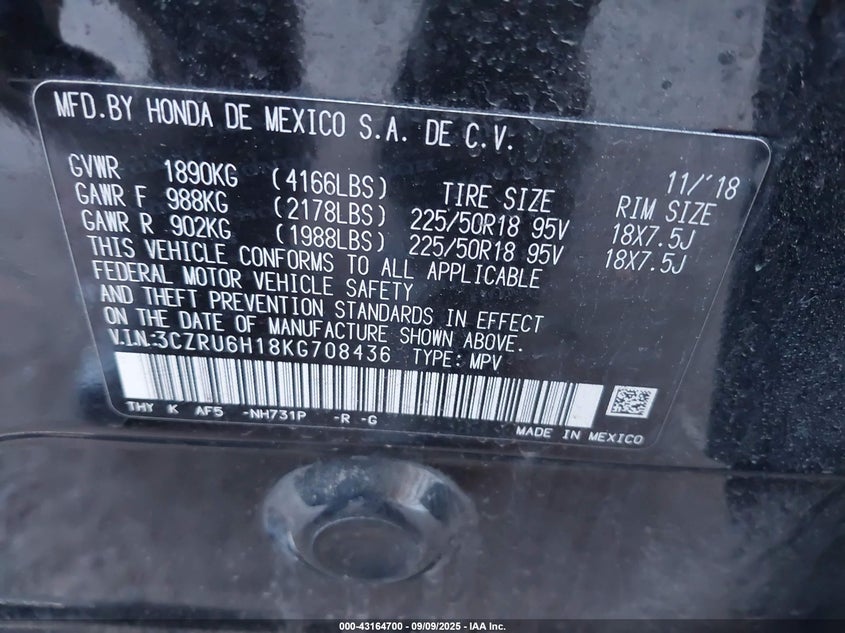 MFD.BY HONDA DE MEXICO S.A. DE C.V.
11/'18
GVWR 1890KG (4166LBS) TIRE SIZE RIM SIZE
GAWR F 988KG (2178LBS) 225/50R18 95V 18X7.5J
GAWR R 902KG (1988LBS) 225/50R18 95V 18X7.5J
THIS VEHICLE CONFORMS TO ALL APPLICABLE
FEDERAL MOTOR VEHICLE SAFETY
AND THEFT PREVENTION STANDARDS IN EFFECT
ON THE DATE OF MANUFACTURE SHOWN ABOVE.
V.I.N.:3CZRU6H18KG708436 TYPE: MPV
THY K AF5 -NH731P -R -G
MADE IN MEXICO
000-43164700 - 09/09/2025 - IAA Inc.